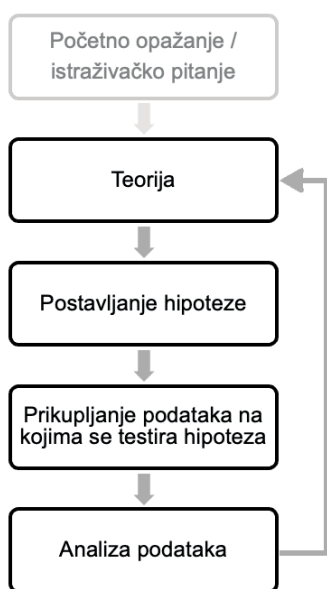 Početno opažanje /
istraživačko pitanje
Teorija
Postavljanje hipoteze
Prikupljanje podataka na
kojima se testira hipoteza
Analiza podataka